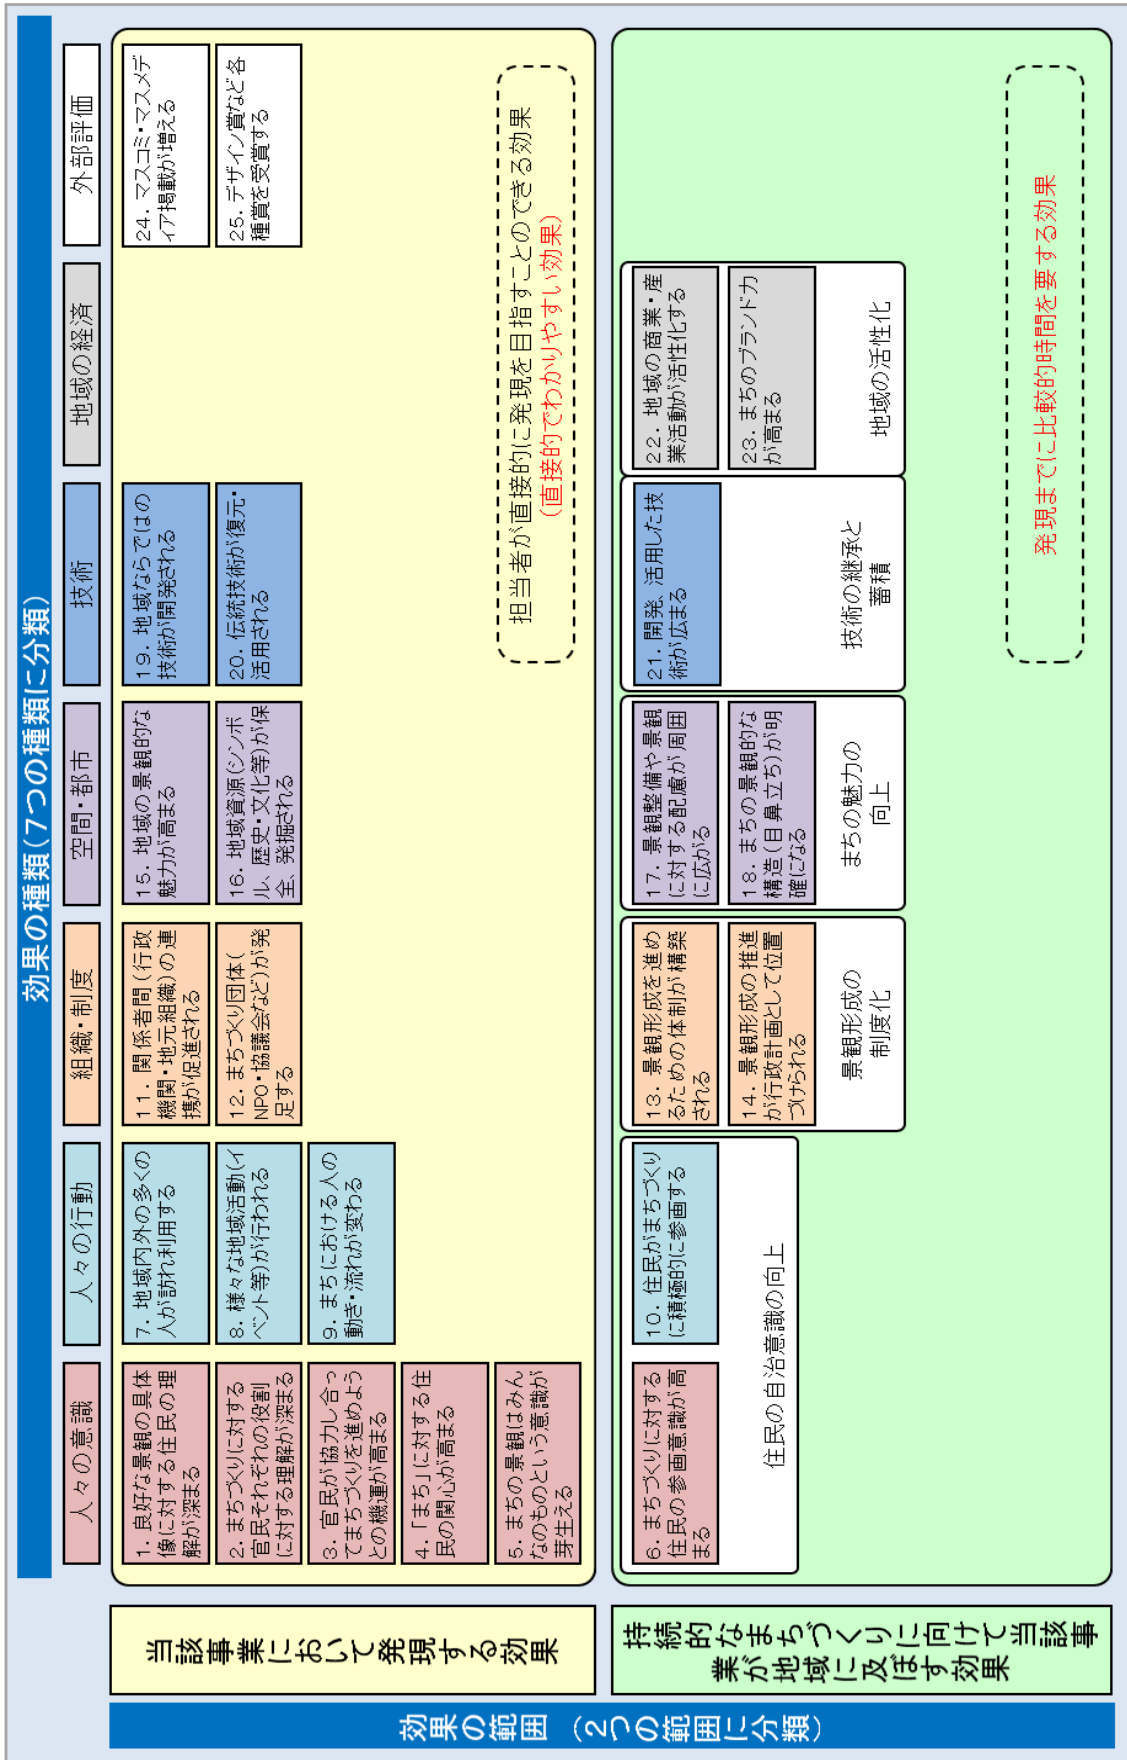 効果の種類(７つの種類に分類)
人々の意識
人々の行動
組織・制度
空間・都市
技術
地域の経済
外部評価
効果の範囲　(２つの範囲に分類)
当該事業において発現する効果
1．良好な景観の具体
像に対する住民の理
解が深まる
2．まちづくりに対する
官民それぞれの役割
に対する理解が深まる
3．官民が協力し合っ
てまちづくりを進めよう
との機運が高まる
4．「まち」に対する住
民の関心が高まる
5．まちの景観はみん
なのものという意識が
芽生える
7．地域内外の多くの
人が訪れ利用する
8．様々な地域活動(イ
ベント等)が行われる
9．まちにおける人の
動き・流れが変わる
11．関係者間(行政
機関・地元組織)の連
携が促進される
12．まちづくり団体(
NPO・協議会など)が発
足する
15．地域の景観的な
魅力が高まる
16．地域資源(シンボ
ル、歴史・文化等)が保
全、発掘される
19．地域ならではの
技術が開発される
20．伝統技術が復元・
活用される
24．マスコミ・マスメデ
ィア掲載が増える
25．デザイン賞など各
種賞を受賞する
担当者が直接的に発現を目指すことのできる効果
(直接的でわかりやすい効果)
持続的なまちづくりに向けて当該事
業が地域に及ぼす効果
6．まちづくりに対する
住民の参画意識が高
まる
10．住民がまちづくり
に積極的に参画する
住民の自治意識の向上
13．景観形成を進め
るための体制が構築
される
14．景観形成の推進
が行政計画として位置
づけられる
景観形成の
制度化
17．景観整備や景観
に対する配慮が周囲
に広がる
18．まちの景観的な
構造(目鼻立ち)が明
確になる
まちの魅力の
向上
21．開発、活用した技
術が広まる
技術の継承と
蓄積
22．地域の商業・産
業活動が活性化する
23．まちのブランド力
が高まる
地域の活性化
発現までに比較的時間を要する効果